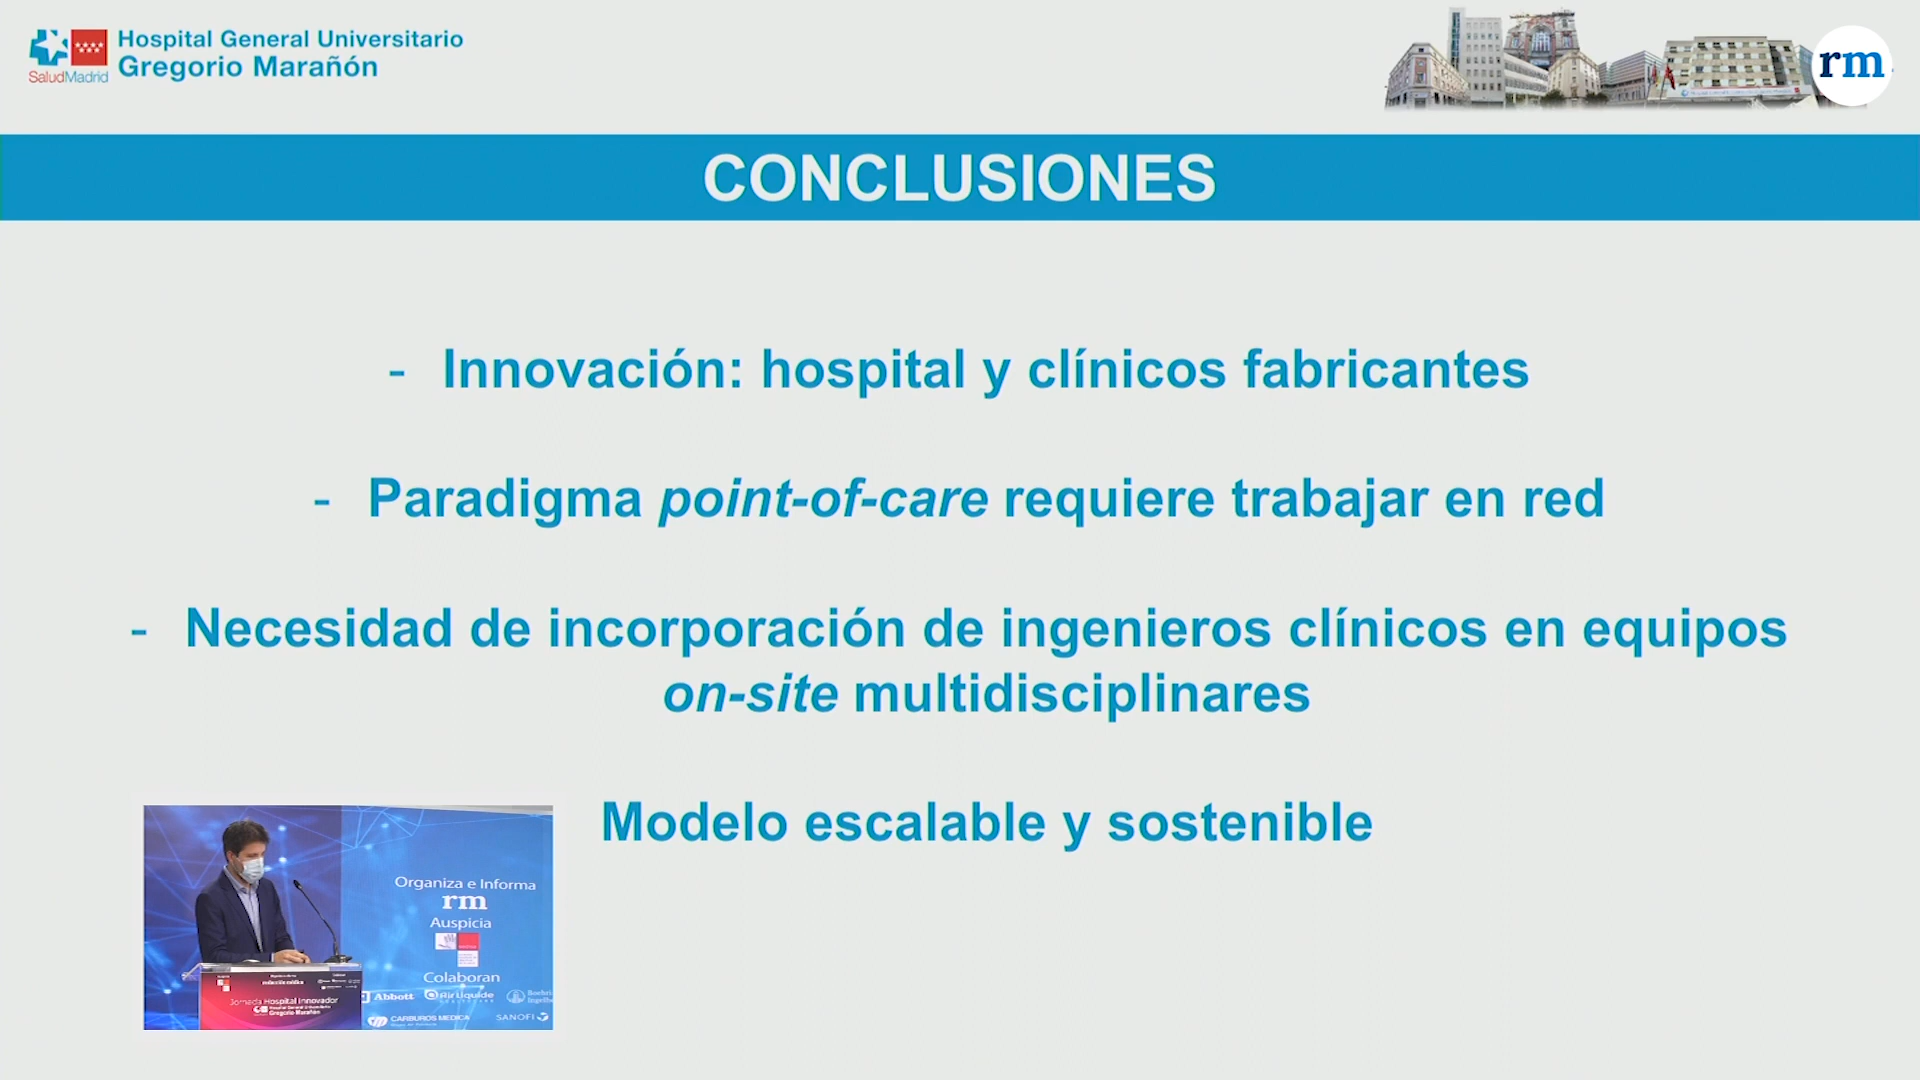 Hospital General Universitario
Gregorio Marañón
SaludMadrid
rm
CONCLUSIONES
- Innovación: hospital y clínicos fabricantes
- Paradigma point-of-care requiere trabajar en red
- Necesidad de incorporación de ingenieros clínicos en equipos
on-site multidisciplinares
Modelo escalable y sostenible
Organiza e Informa
rm
Auspicia
Colaboran
Abbott
Air Liquide
CARBUROS MEDICA
SANOFI
Jornada Hospital Innovador
Gregorio Marañón